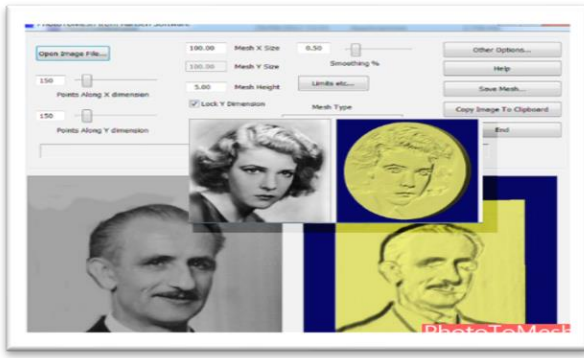 Open Image File...
100.00 Mesh X Size 0.50
100.00 Mesh Y Size Smoothing %
5.00 Mesh Height Limits etc...
Lock Y Dimension Mesh Type
150
Points Along X dimension
150
Points Along Y dimension
Other Options...
Help
Save Mesh...
Copy Image To Clipboard
End
PhotoToMesh